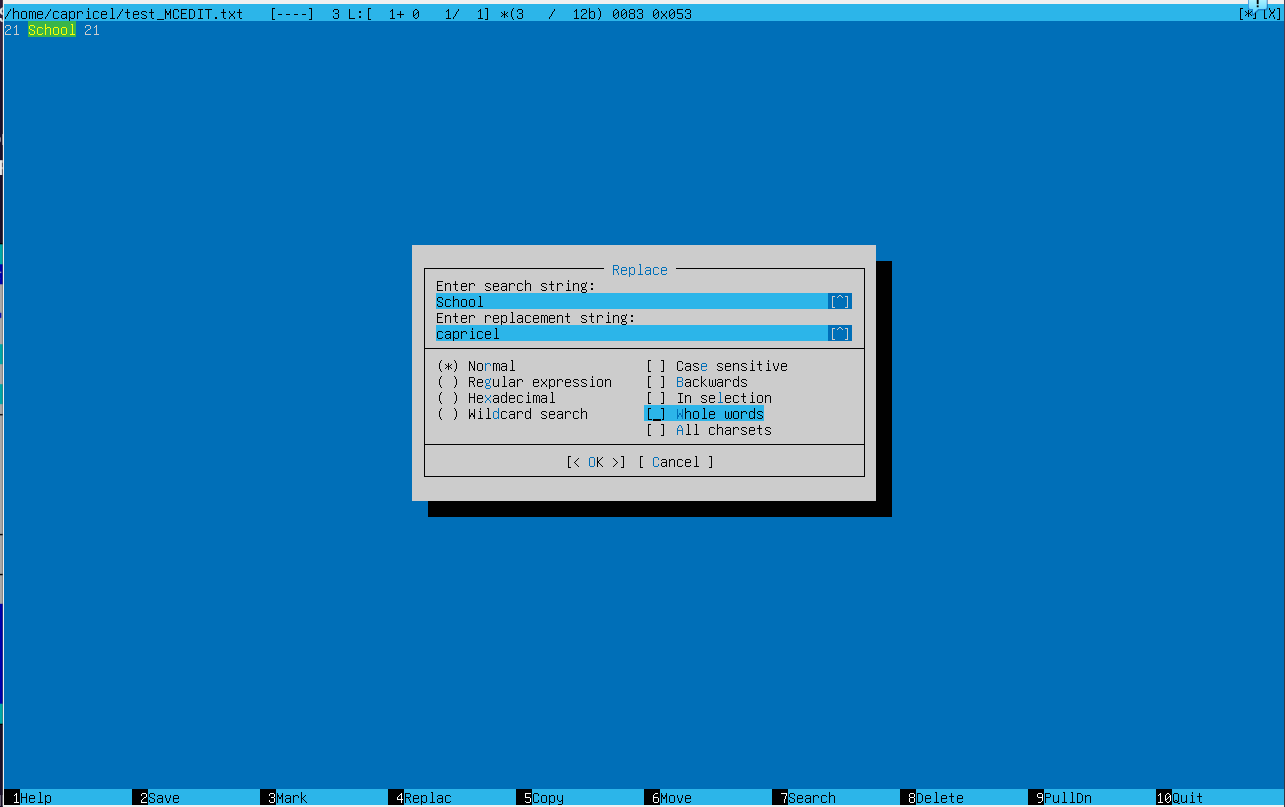 /home/capricel/test_MCEDIT.txt [----] 3 L:[ 1+ 0 1/ 1] *(3 / 12b) 0083 0x053 [*] [X]
21 School 21
Replace
Enter search string:
School [^]
Enter replacement string:
capricel [^]
(*) Normal [ ] Case sensitive
( ) Regular expression [ ] Backwards
( ) Hexadecimal [ ] In selection
( ) Wildcard search [ ] Whole words
[ ] All charsets
[< OK >] [ Cancel ]
1Help 2Save 3Mark 4Replac 5Copy 6Move 7Search 8Delete 9PullDn 10Quit